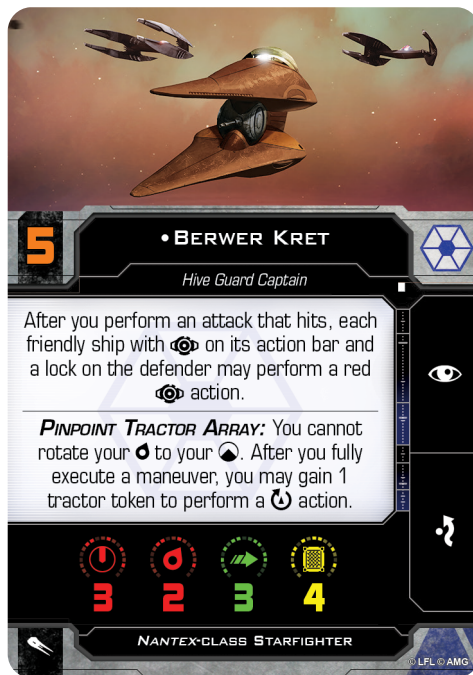 5
•Berwer Kret
Hive Guard Captain
After you perform an attack that hits, each
friendly ship with on its action bar and
a lock on the defender may perform a red
action.
Pinpoint Tractor Array: You cannot
rotate your to your . After you fully
execute a maneuver, you may gain 1
tractor token to perform a action.
3 2 3 4
Nantex-class Starfighter
© LFL © AMG